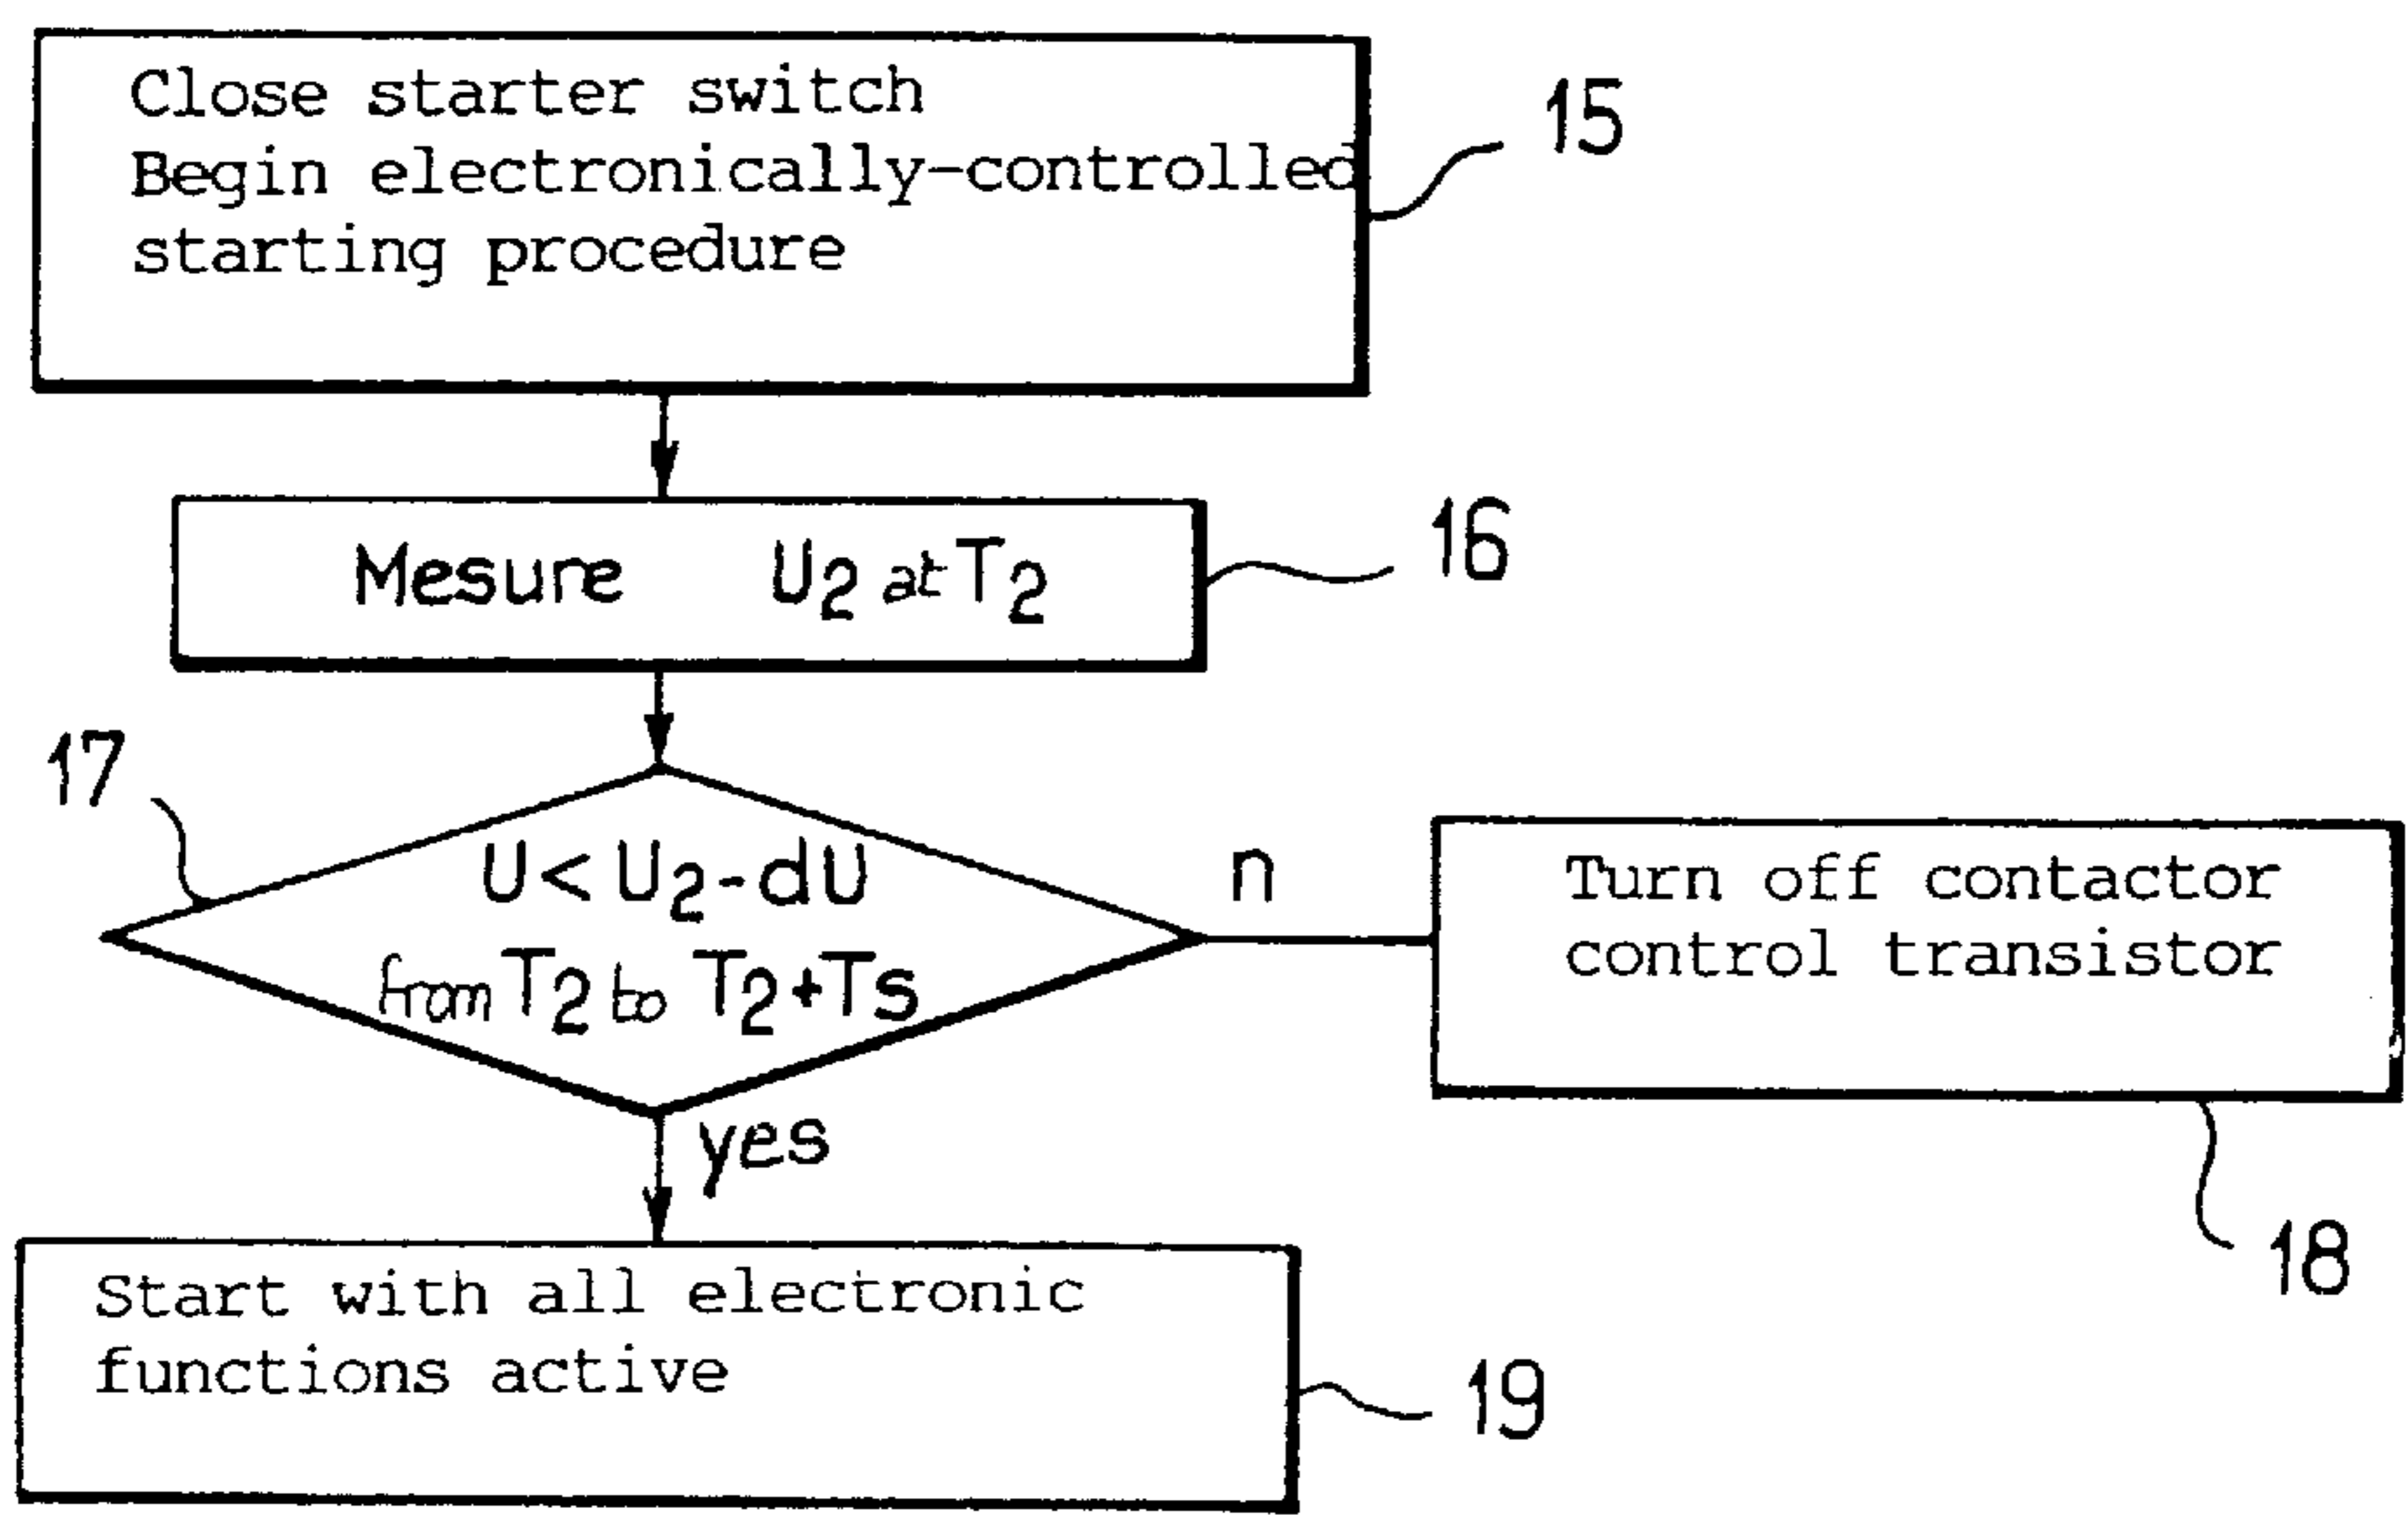 Close starter switch
Begin electronically-controlled
starting procedure
15
Mesure U2 at T2
16
17
U < U2 - dU
from T2 to T2+Ts
n
Turn off contactor
control transistor
18
yes
Start with all electronic
functions active
19